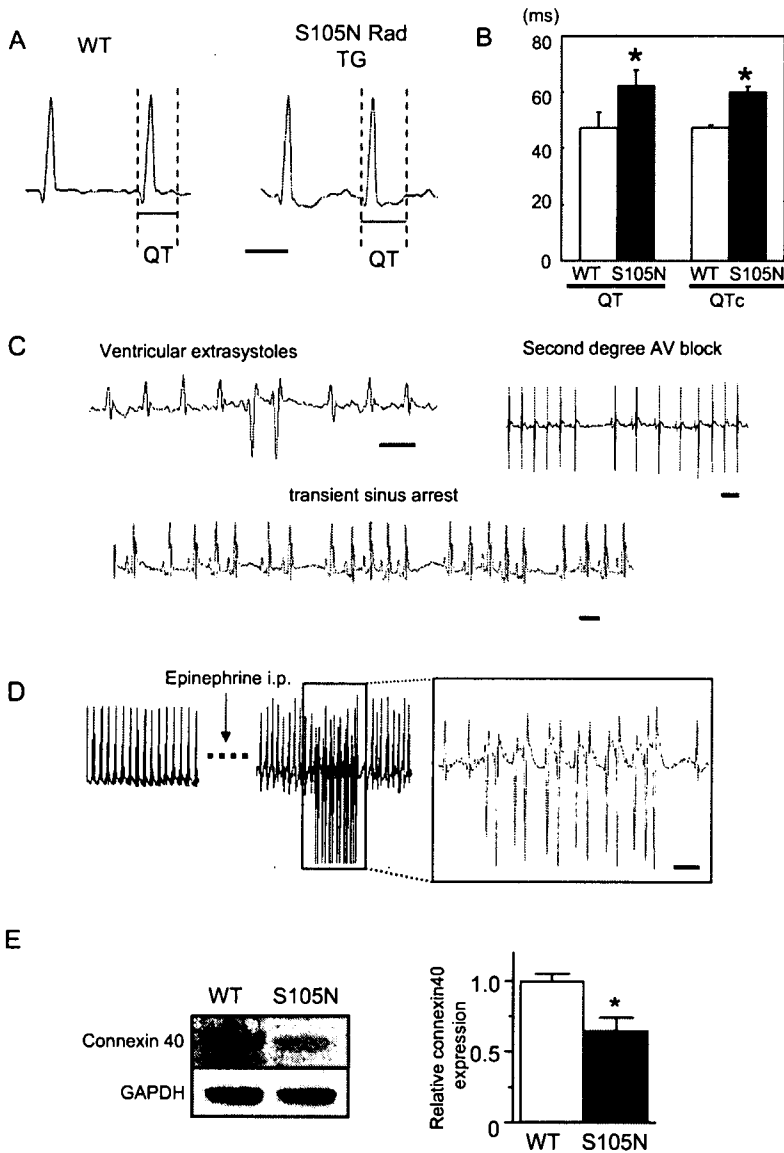 A
WT
S105N Rad
TG
QT
QT
B
(ms)
80
60
40
20
0
*
*
WT S105N
WT S105N
QT
QTc
C
Ventricular extrasystoles
Second degree AV block
transient sinus arrest
D
Epinephrine i.p.
E
WT
S105N
Connexin 40
GAPDH
Relative connexin40
expression
1.0
0.5
0
*
WT
S105N